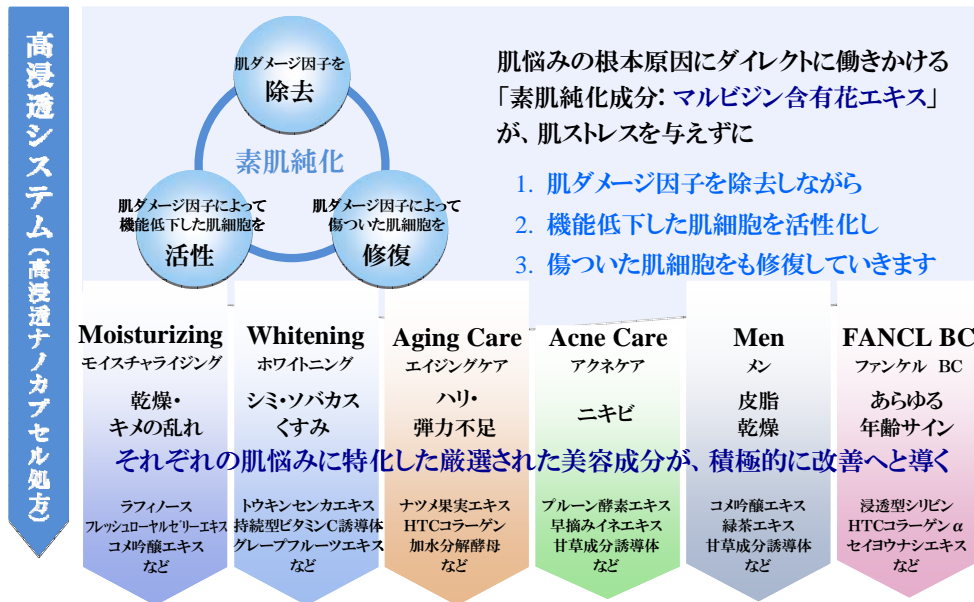 高浸透システム(高浸透ナノカプセル処方)
肌ダメージ因子を
除去
素肌純化
肌ダメージ因子によって
機能低下した肌細胞を
活性
肌ダメージ因子によって
傷ついた肌細胞を
修復
肌悩みの根本原因にダイレクトに働きかける
「素肌純化成分: マルビジン含有花エキス」
が、肌ストレスを与えずに
1. 肌ダメージ因子を除去しながら
2. 機能低下した肌細胞を活性化し
3. 傷ついた肌細胞をも修復していきます
Moisturizing
モイスチャライジング
乾燥・
キメの乱れ
Whitening
ホワイトニング
シミ・ソバカス
くすみ
Aging Care
エイジングケア
ハリ・
弾力不足
Acne Care
アクネケア
ニキビ
Men
メン
皮脂
乾燥
FANCL BC
ファンケル BC
あらゆる
年齢サイン
それぞれの肌悩みに特化した厳選された美容成分が、積極的に改善へと導く
ラフィノース
フレッシュローヤルゼリーエキス
コメ吟醸エキス
など
トウキンセンカエキス
持続型ビタミンC誘導体
グレープフルーツエキス
など
ナツメ果実エキス
HTCコラーゲン
加水分解酵母
など
プルーン酵素エキス
早摘みイネエキス
甘草成分誘導体
など
コメ吟醸エキス
緑茶エキス
甘草成分誘導体
など
浸透型シリビン
HTCコラーゲンα
セイヨウナシエキス
など